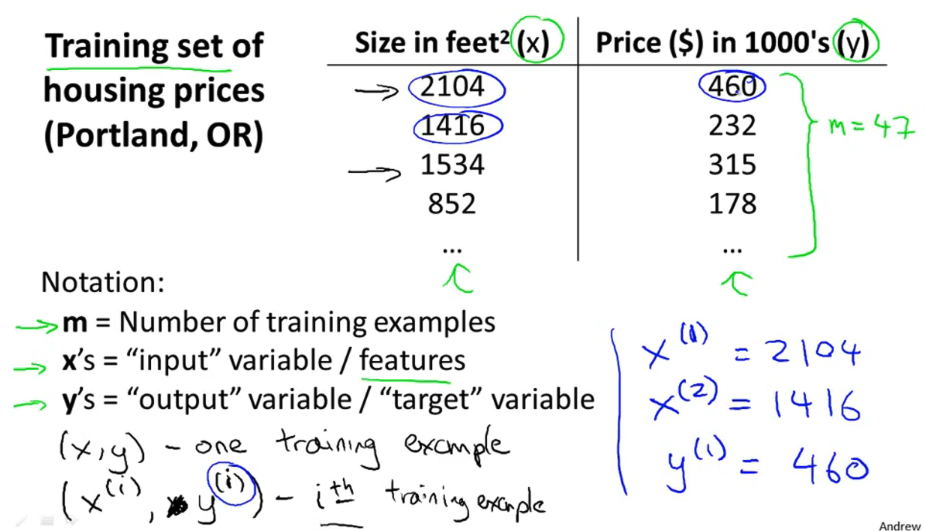 Training set of housing prices (Portland, OR)
Size in feet² (x) Price ($) in 1000's (y)
2104 460
1416 232
1534 315
852 178
... ...
m = 47
Notation:
m = Number of training examples
x's = “input” variable / features
y's = “output” variable / “target” variable
(x,y) - one training example
(x^(i), y^(i)) - i^th training example
x^(1) = 2104
x^(2) = 1416
y^(1) = 460
Andrew